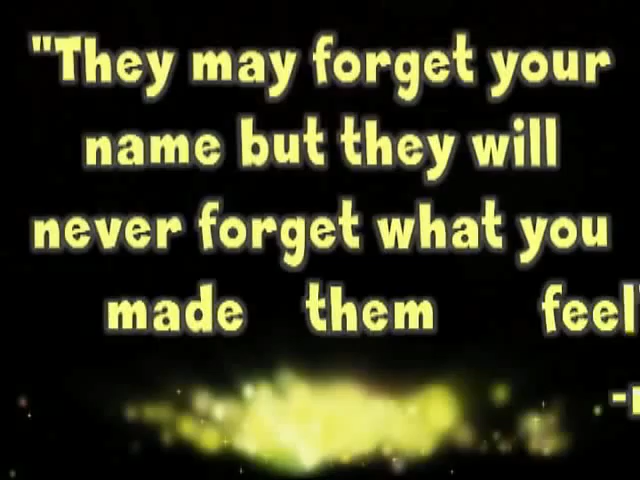 "They may forget your
name but they will
never forget what you
made them feel"